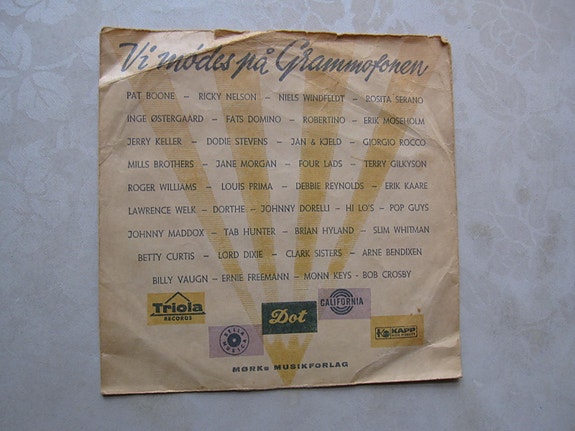 Vi mødes på Grammofonen
PAT BOONE – RICKY NELSON – NIELS WINDFELDT – ROSITA SERANO
INGE ØSTERGAARD – FATS DOMINO – ROBERTINO – ERIK MOSEHOLM
JERRY KELLER – DODIE STEVENS – JAN & KJELD – GIORGIO ROCCO
MILLS BROTHERS – JANE MORGAN – FOUR LADS – TERRY GILKYSON
ROGER WILLIAMS – LOUIS PRIMA – DEBBIE REYNOLDS – ERIK KAARE
LAWRENCE WELK – DORTHE – JOHNNY DORELLI – HI LO'S – POP GUYS
JOHNNY MADDOX – TAB HUNTER – BRIAN HYLAND – SLIM WHITMAN
BETTY CURTIS – LORD DIXIE – CLARK SISTERS – ARNE BENDIXEN
BILLY VAUGN – ERNIE FREEMANN – MONN KEYS - BOB CROSBY
Triola
RECORDS
BELLA MUSICA
Dot
CALIFORNIA
KAPP
MØRKs MUSIKFORLAG